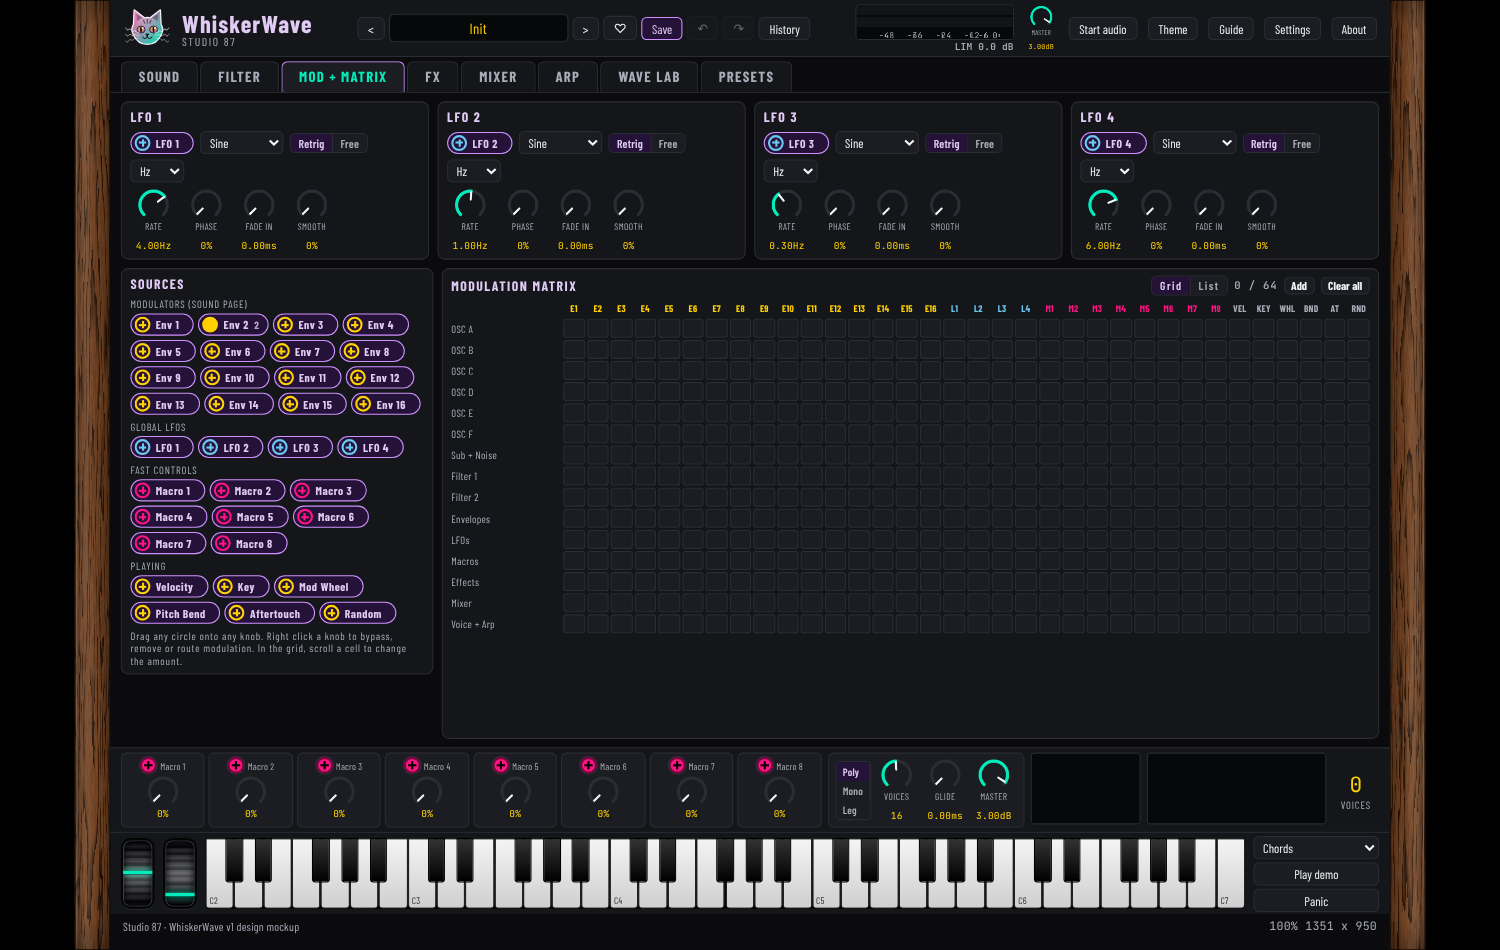 WhiskerWave
STUDIO 87
<
Init
>
Save
History
-48 -36 -24 -12 -6 0
LIM 0.0 dB
MASTER
3.00dB
Start audio
Theme
Guide
Settings
About
SOUND
FILTER
MOD + MATRIX
FX
MIXER
ARP
WAVE LAB
PRESETS
LFO 1
LFO 1 Sine Retrig Free
Hz
RATE PHASE FADE IN SMOOTH
4.00Hz 0% 0.00ms 0%
LFO 2
LFO 2 Sine Retrig Free
Hz
RATE PHASE FADE IN SMOOTH
1.00Hz 0% 0.00ms 0%
LFO 3
LFO 3 Sine Retrig Free
Hz
RATE PHASE FADE IN SMOOTH
0.30Hz 0% 0.00ms 0%
LFO 4
LFO 4 Sine Retrig Free
Hz
RATE PHASE FADE IN SMOOTH
6.00Hz 0% 0.00ms 0%
SOURCES
MODULATORS (SOUND PAGE)
Env 1 Env 2 2 Env 3 Env 4
Env 5 Env 6 Env 7 Env 8
Env 9 Env 10 Env 11 Env 12
Env 13 Env 14 Env 15 Env 16
GLOBAL LFOS
LFO 1 LFO 2 LFO 3 LFO 4
FAST CONTROLS
Macro 1 Macro 2 Macro 3
Macro 4 Macro 5 Macro 6
Macro 7 Macro 8
PLAYING
Velocity Key Mod Wheel
Pitch Bend Aftertouch Random
Drag any circle onto any knob. Right click a knob to bypass,
remove or route modulation. In the grid, scroll a cell to change
the amount.
MODULATION MATRIX
Grid List 0 / 64 Add Clear all
E1 E2 E3 E4 E5 E6 E7 E8 E9 E10 E11 E12 E13 E14 E15 E16 L1 L2 L3 L4 M1 M2 M3 M4 M5 M6 M7 M8 VEL KEY WHL BND AT RND
OSC A
OSC B
OSC C
OSC D
OSC E
OSC F
Sub + Noise
Filter 1
Filter 2
Envelopes
LFOs
Macros
Effects
Mixer
Voice + Arp
Macro 1 Macro 2 Macro 3 Macro 4 Macro 5 Macro 6 Macro 7 Macro 8
0% 0% 0% 0% 0% 0% 0% 0%
Poly
Mono
Leg
VOICES GLIDE MASTER
16 0.00ms 3.00dB
0
VOICES
C2 C3 C4 C5 C6 C7
Chords
Play demo
Panic
Studio 87 · WhiskerWave v1 design mockup
100% 1351 x 950